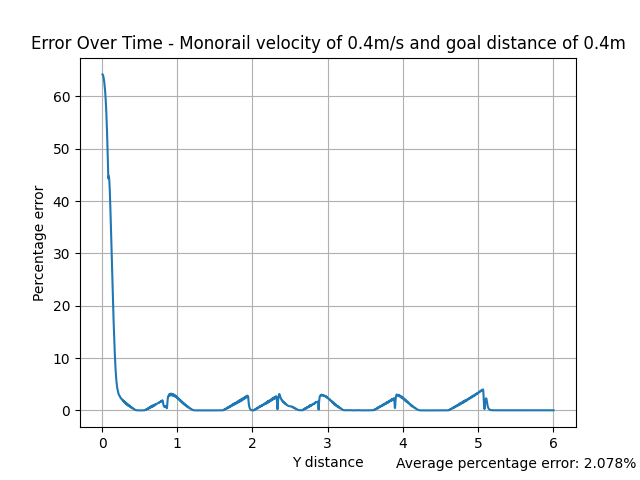 Error Over Time - Monorail velocity of 0.4m/s and goal distance of 0.4m
Percentage error
60
50
40
30
20
10
0
0 1 2 3 4 5 6
Y distance
Average percentage error: 2.078%